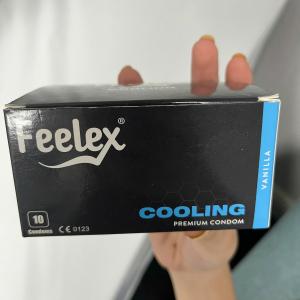 Feelex®
COOLING
PREMIUM CONDOM
VANILLA
10
Condoms
CE 0123